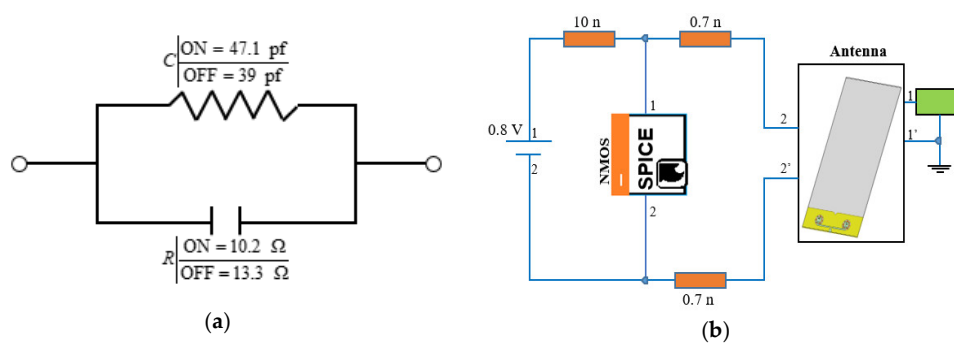 C
ON = 47.1 pf
OFF = 39 pf
R
ON = 10.2 Ω
OFF = 13.3 Ω
(a)
10 n
0.7 n
Antenna
0.8 V
1
2
NMOS
SPICE
1
2
2
2'
1
1'
0.7 n
(b)